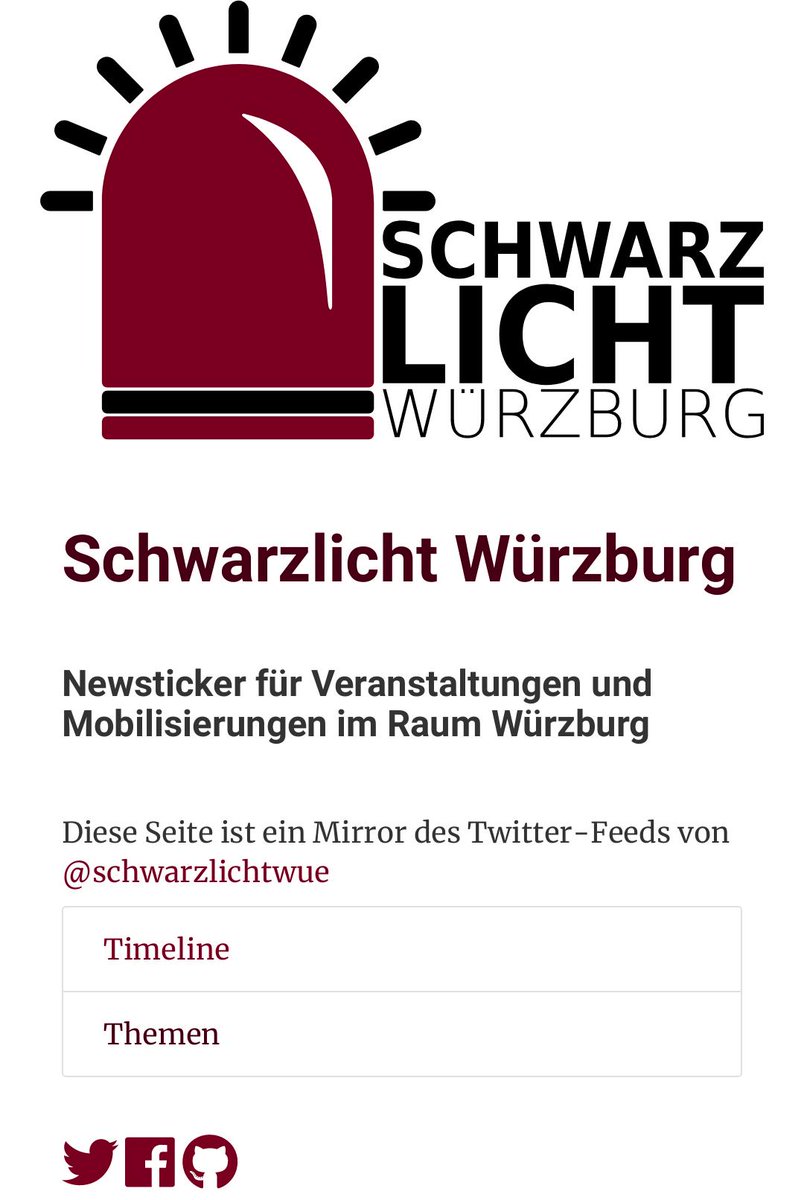 SCHWARZ
LICHT
WÜRZBURG
Schwarzlicht Würzburg
Newsticker für Veranstaltungen und
Mobilisierungen im Raum Würzburg
Diese Seite ist ein Mirror des Twitter-Feeds von
@schwarzlichtwue
Timeline
Themen